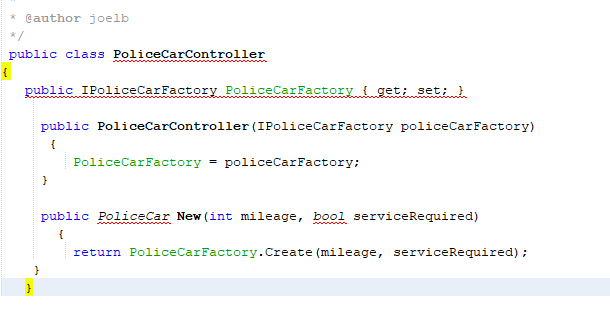 * @author joelb
*/
public class PoliceCarController
{
public IPoliceCarFactory PoliceCarFactory { get; set; }
public PoliceCarController(IPoliceCarFactory policeCarFactory)
{
PoliceCarFactory = policeCarFactory;
}
public PoliceCar New(int mileage, bool serviceRequired)
{
return PoliceCarFactory.Create(mileage, serviceRequired);
}
}